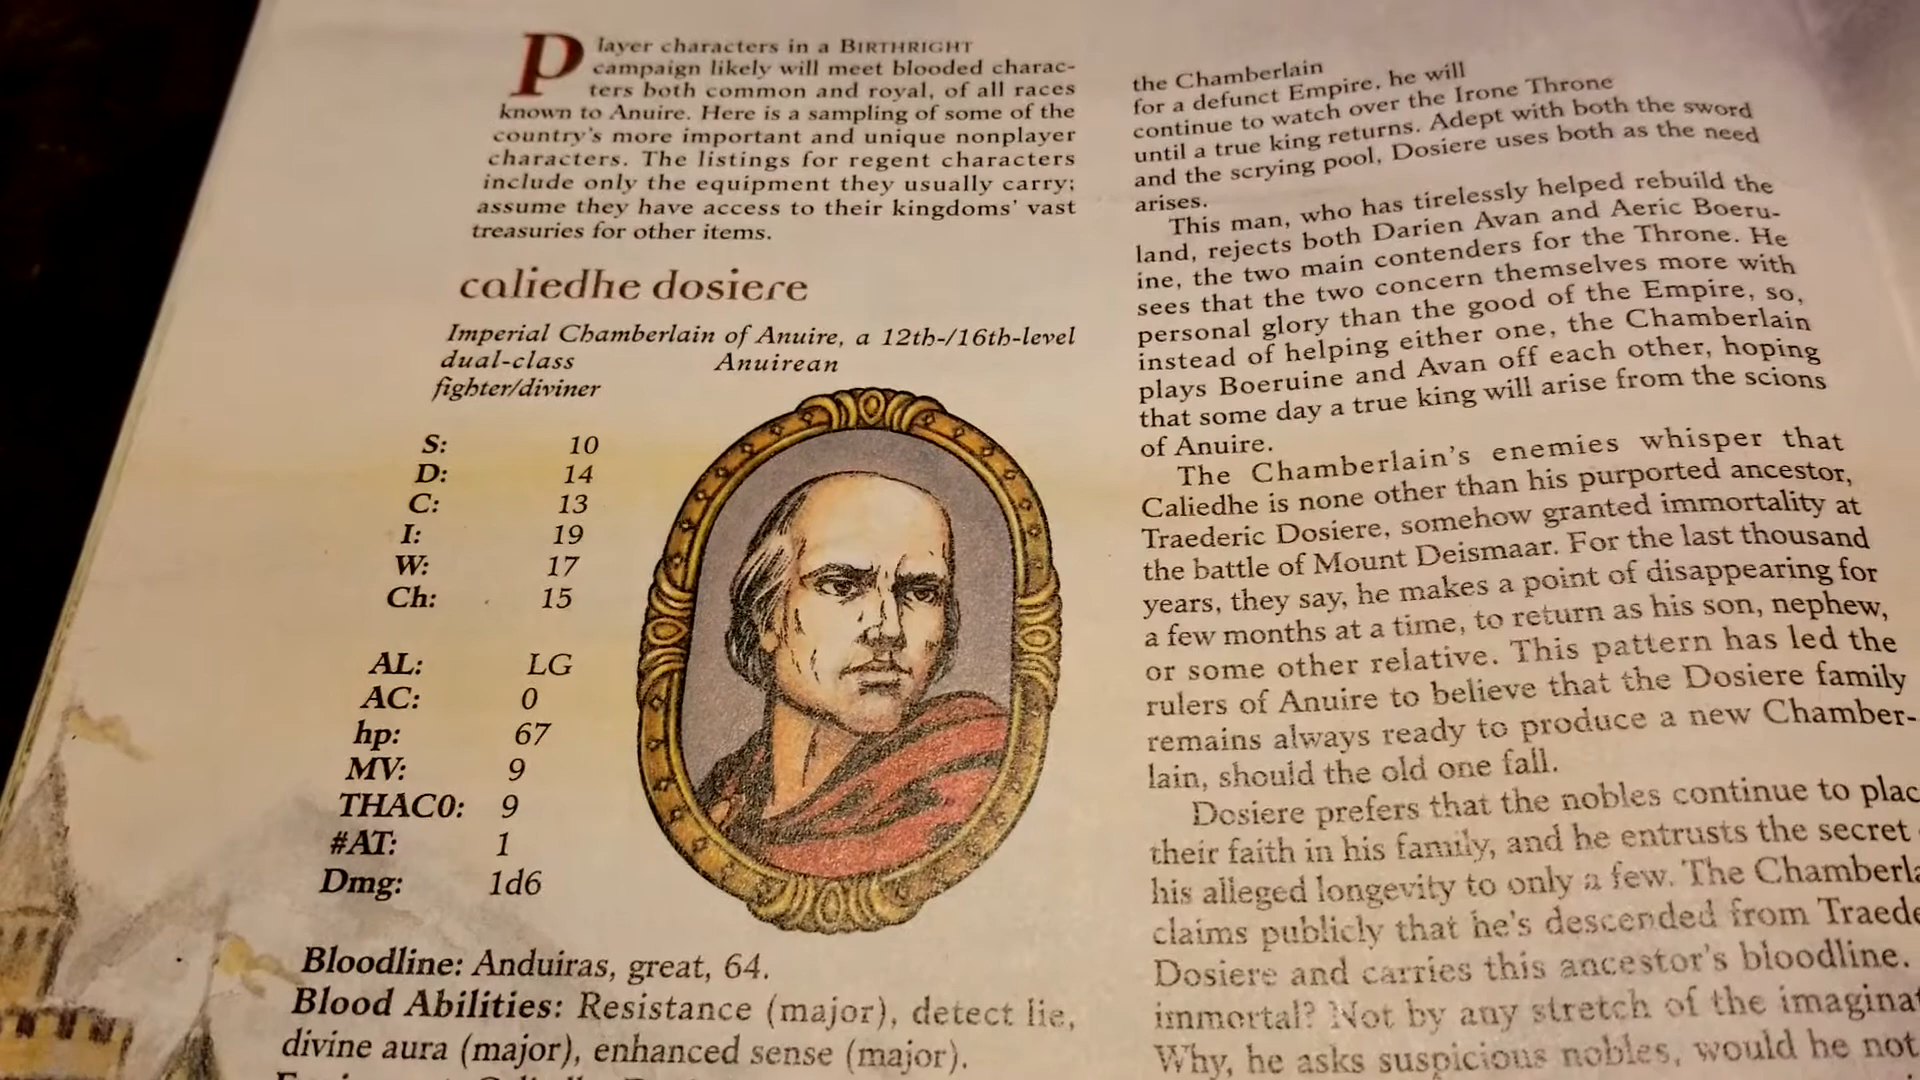 Player characters in a BIRTHRIGHT
campaign likely will meet blooded charac-
ters both common and royal, of all races
known to Anuire. Here is a sampling of some of the
country's more important and unique nonplayer
characters. The listings for regent characters
include only the equipment they usually carry;
assume they have access to their kingdoms' vast
treasuries for other items.
caliedhe dosiere
Imperial Chamberlain of Anuire, a 12th-/16th-level
dual-class Anuirean
fighter/diviner
S: 10
D: 14
C: 13
I: 19
W: 17
Ch: 15
AL: LG
AC: 0
hp: 67
MV: 9
THAC0: 9
#AT: 1
Dmg: 1d6
Bloodline: Anduiras, great, 64.
Blood Abilities: Resistance (major), detect lie,
divine aura (major), enhanced sense (major).
the Chamberlain
for a defunct Empire, he will
continue to watch over the Irone Throne
until a true king returns. Adept with both the sword
and the scrying pool, Dosiere uses both as the need
arises.
This man, who has tirelessly helped rebuild the
land, rejects both Darien Avan and Aeric Boeru-
ine, the two main contenders for the Throne. He
sees that the two concern themselves more with
personal glory than the good of the Empire, so,
instead of helping either one, the Chamberlain
plays Boeruine and Avan off each other, hoping
that some day a true king will arise from the scions
of Anuire.
The Chamberlain's enemies whisper that
Caliedhe is none other than his purported ancestor,
Traederic Dosiere, somehow granted immortality at
the battle of Mount Deismaar. For the last thousand
years, they say, he makes a point of disappearing for
a few months at a time, to return as his son, nephew,
or some other relative. This pattern has led the
rulers of Anuire to believe that the Dosiere family
remains always ready to produce a new Chamber-
lain, should the old one fall.
Dosiere prefers that the nobles continue to plac
their faith in his family, and he entrusts the secret
his alleged longevity to only a few. The Chamberla
claims publicly that he's descended from Traede
Dosiere and carries this ancestor's bloodline.
immortal? Not by any stretch of the imaginat
Why, he asks suspicious nobles, would he not